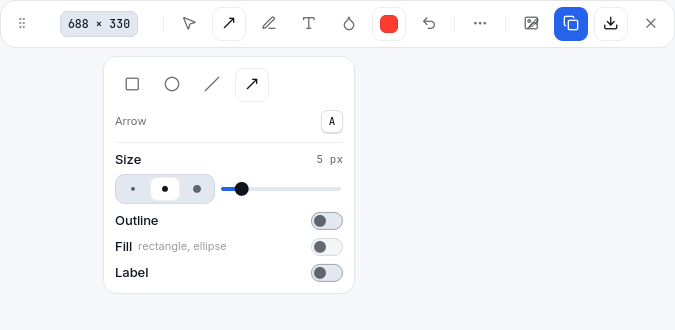 688 × 330
Arrow A
Size 5 px
Outline
Fill rectangle, ellipse
Label